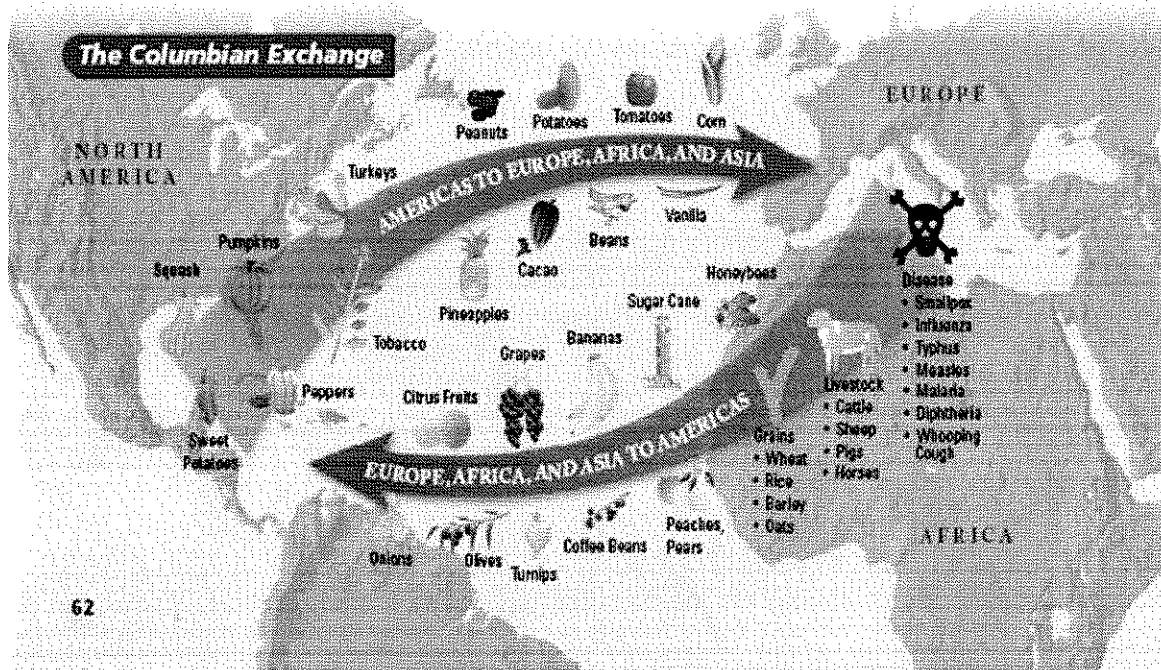 The Columbian Exchange
NORTH
AMERICA
EUROPE
Peanuts
Potatoes
Tomatoes
Corn
Turkeys
AMERICAS TO EUROPE, AFRICA, AND ASIA
Pumpkins
Squash
Pineapples
Cacao
Beans
Vanilla
Tobacco
Peppers
Sweet
Potatoes
Honeybees
Sugar Cane
Bananas
Grapes
Citrus Fruits
EUROPE, AFRICA, AND ASIA TO AMERICAS
Onions
Olives
Turnips
Coffee Beans
Peaches,
Pears
Grains
• Wheat
• Rice
• Barley
• Oats
Livestock
• Cattle
• Sheep
• Pigs
• Horses
Disease
• Smallpox
• Influenza
• Typhus
• Measles
• Malaria
• Diphtheria
• Whooping
Cough
AFRICA
62